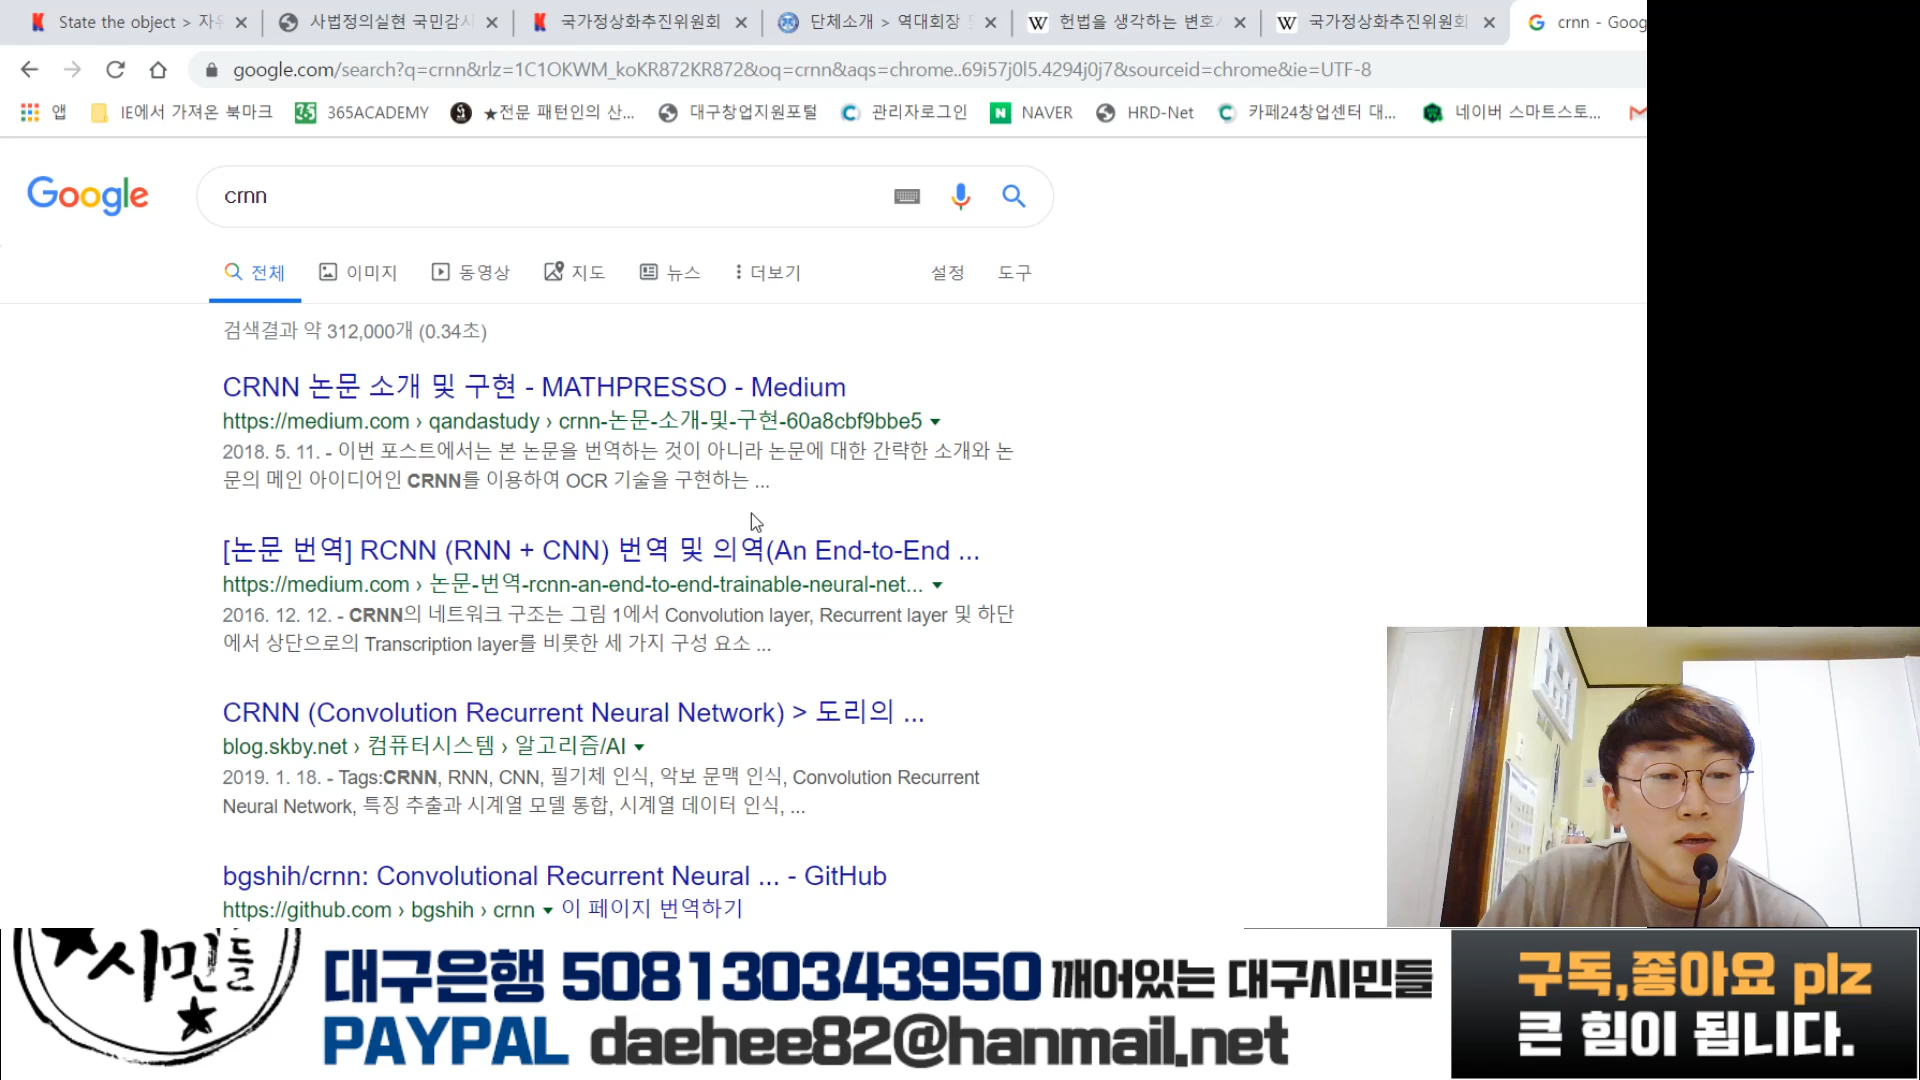 State the object > 자유
사법정의실현 국민감시
국가정상화추진위원회
단체소개 > 역대회장
헌법을 생각하는 변호사
국가정상화추진위원회
crnn - Goog
google.com/search?q=crnn&rlz=1C1OKWM_koKR872KR872&oq=crnn&aqs=chrome..69i57j0l5.4294j0j7&sourceid=chrome&ie=UTF-8
앱
IE에서 가져온 북마크
365ACADEMY
★전문 패턴인의 산...
대구창업지원포털
관리자로그인
NAVER
HRD-Net
카페24창업센터 대...
네이버 스마트스토...
Google
crnn
전체
이미지
동영상
지도
뉴스
더보기
설정
도구
검색결과 약 312,000개 (0.34초)
CRNN 논문 소개 및 구현 - MATHPRESSO - Medium
https://medium.com › qandastudy › crnn-논문-소개-및-구현-60a8cbf9bbe5
2018. 5. 11. - 이번 포스트에서는 본 논문을 번역하는 것이 아니라 논문에 대한 간략한 소개와 논
문의 메인 아이디어인 CRNN를 이용하여 OCR 기술을 구현하는 ...
[논문 번역] RCNN (RNN + CNN) 번역 및 의역(An End-to-End ...
https://medium.com › 논문-번역-rcnn-an-end-to-end-trainable-neural-net...
2016. 12. 12. - CRNN의 네트워크 구조는 그림 1에서 Convolution layer, Recurrent layer 및 하단
에서 상단으로의 Transcription layer를 비롯한 세 가지 구성 요소 ...
CRNN (Convolution Recurrent Neural Network) > 도리의 ...
blog.skby.net › 컴퓨터시스템 › 알고리즘/AI
2019. 1. 18. - Tags:CRNN, RNN, CNN, 필기체 인식, 악보 문맥 인식, Convolution Recurrent
Neural Network, 특징 추출과 시계열 모델 통합, 시계열 데이터 인식, ...
bgshih/crnn: Convolutional Recurrent Neural ... - GitHub
https://github.com › bgshih › crnn 이 페이지 번역하기
시민들
대구은행 508130343950 깨어있는 대구시민들
PAYPAL daehee82@hanmail.net
구독,좋아요 plz
큰 힘이 됩니다.